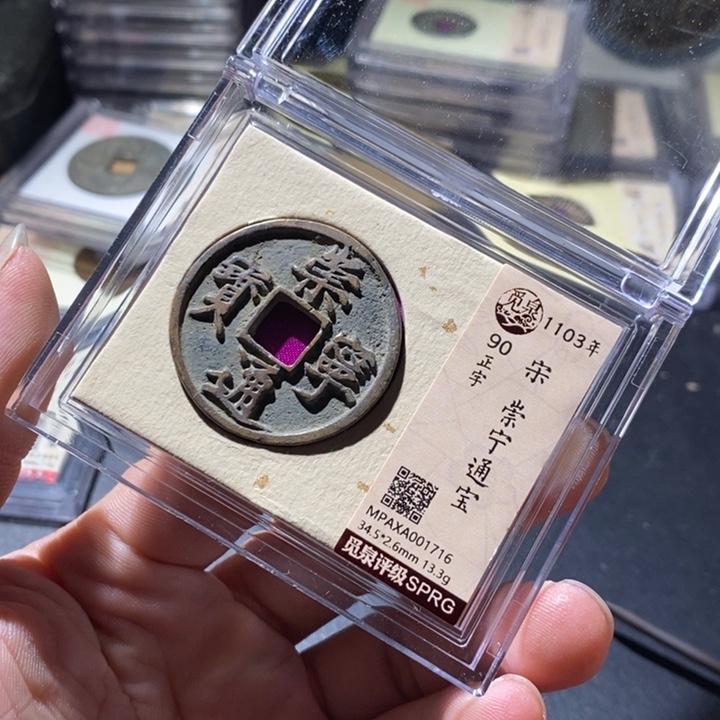 崇寧通寶
觅泉
1103年
宋 崇宁通宝
90
正字
MPAXA001716
34.5*2.6mm 13.3g
觅泉评级SPRG